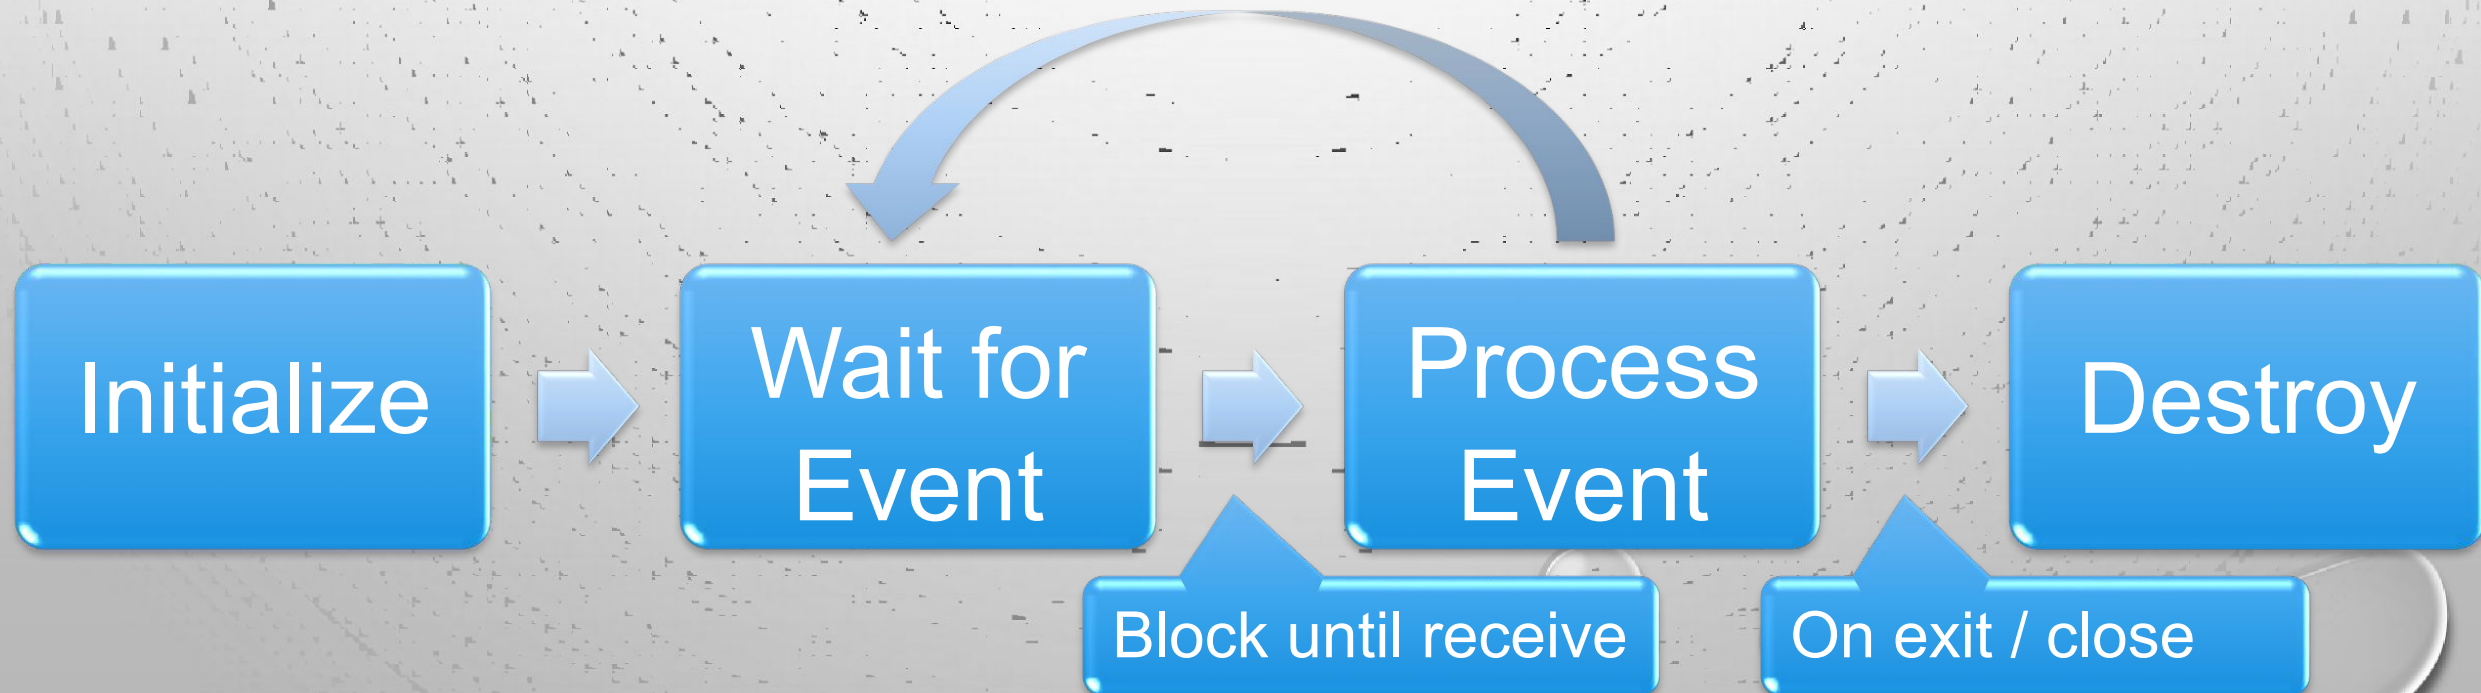 Initialize
Wait for
Event
Process
Event
Destroy
Block until receive
On exit / close